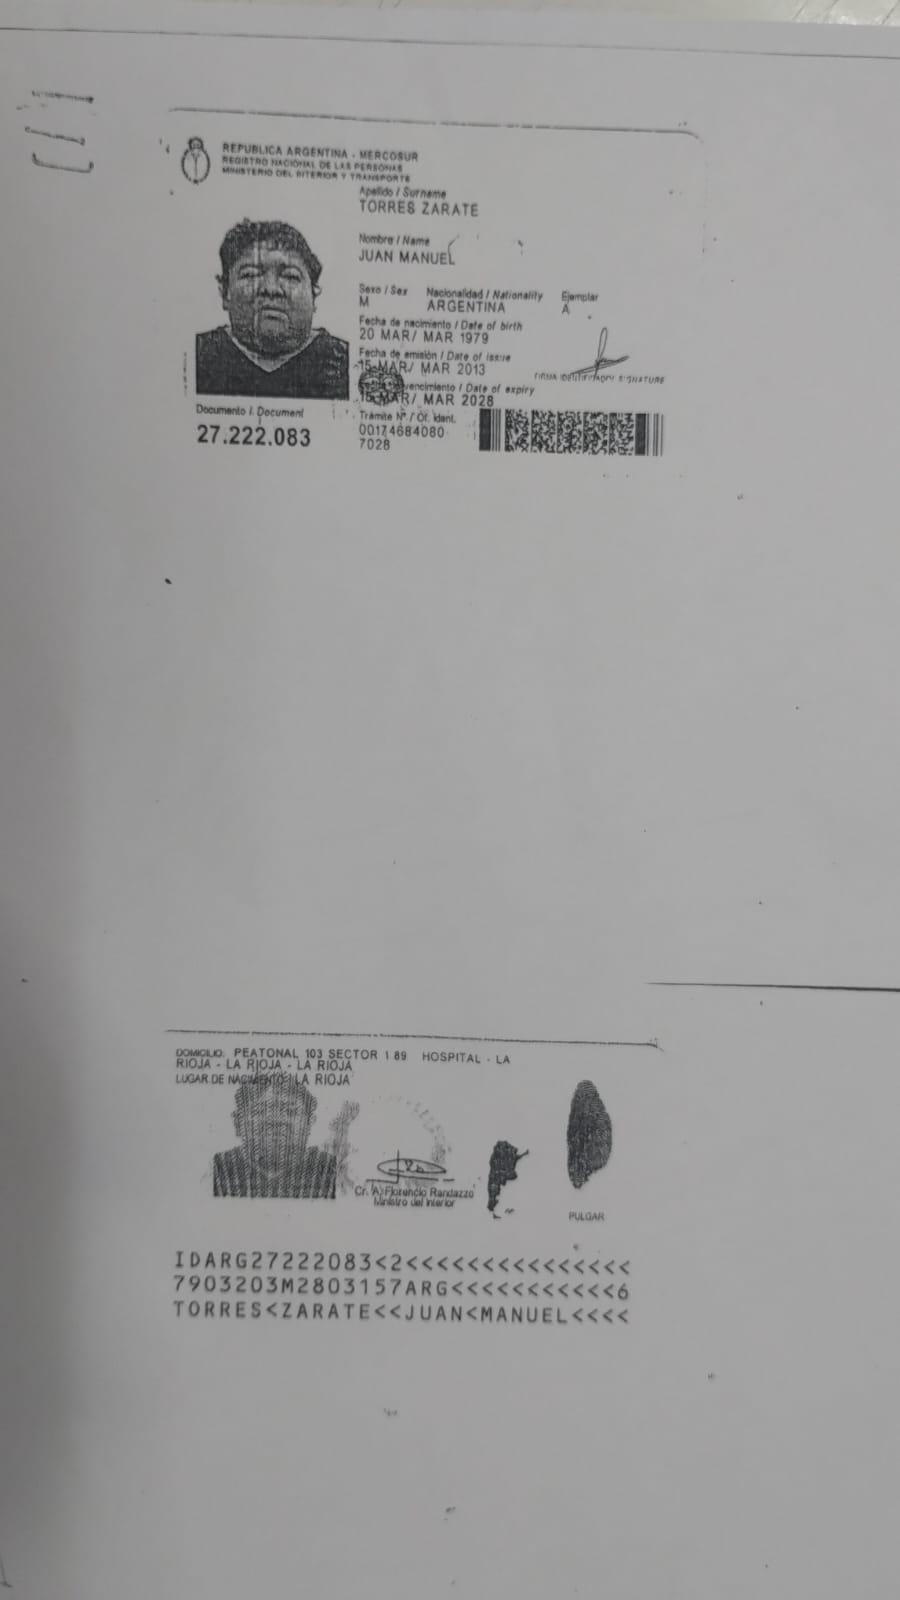 REPUBLICA ARGENTINA - MERCOSUR
REGISTRO NACIONAL DE LAS PERSONAS
MINISTERIO DEL INTERIOR Y TRANSPORTE
Apellido / Surname
TORRES ZARATE
Nombre / Name
JUAN MANUEL
Sexo / Sex Nacionalidad / Nationality Ejemplar
M ARGENTINA A
Fecha de nacimiento / Date of birth
20 MAR/ MAR 1979
Fecha de emisión / Date of issue
15 MAR/ MAR 2013
FIRMA IDENTIFICADO / SIGNATURE
vencimiento / Date of expiry
15 MAR/ MAR 2028
Documento / Document
27.222.083
Trámite Nº / Of. Ident.
00174684080
7028
DOMICILIO: PEATONAL 103 SECTOR 1 89 HOSPITAL - LA
RIOJA - LA RIOJA - LA RIOJA
LUGAR DE NACIMIENTO: LA RIOJA
Cr. A. Florencio Randazzo
Ministro del Interior
PULGAR
IDARG27222083<2<<<<<<<<<<<<<<<
7903203M2803157ARG<<<<<<<<<<<6
TORRES<ZARATE<<JUAN<MANUEL<<<<